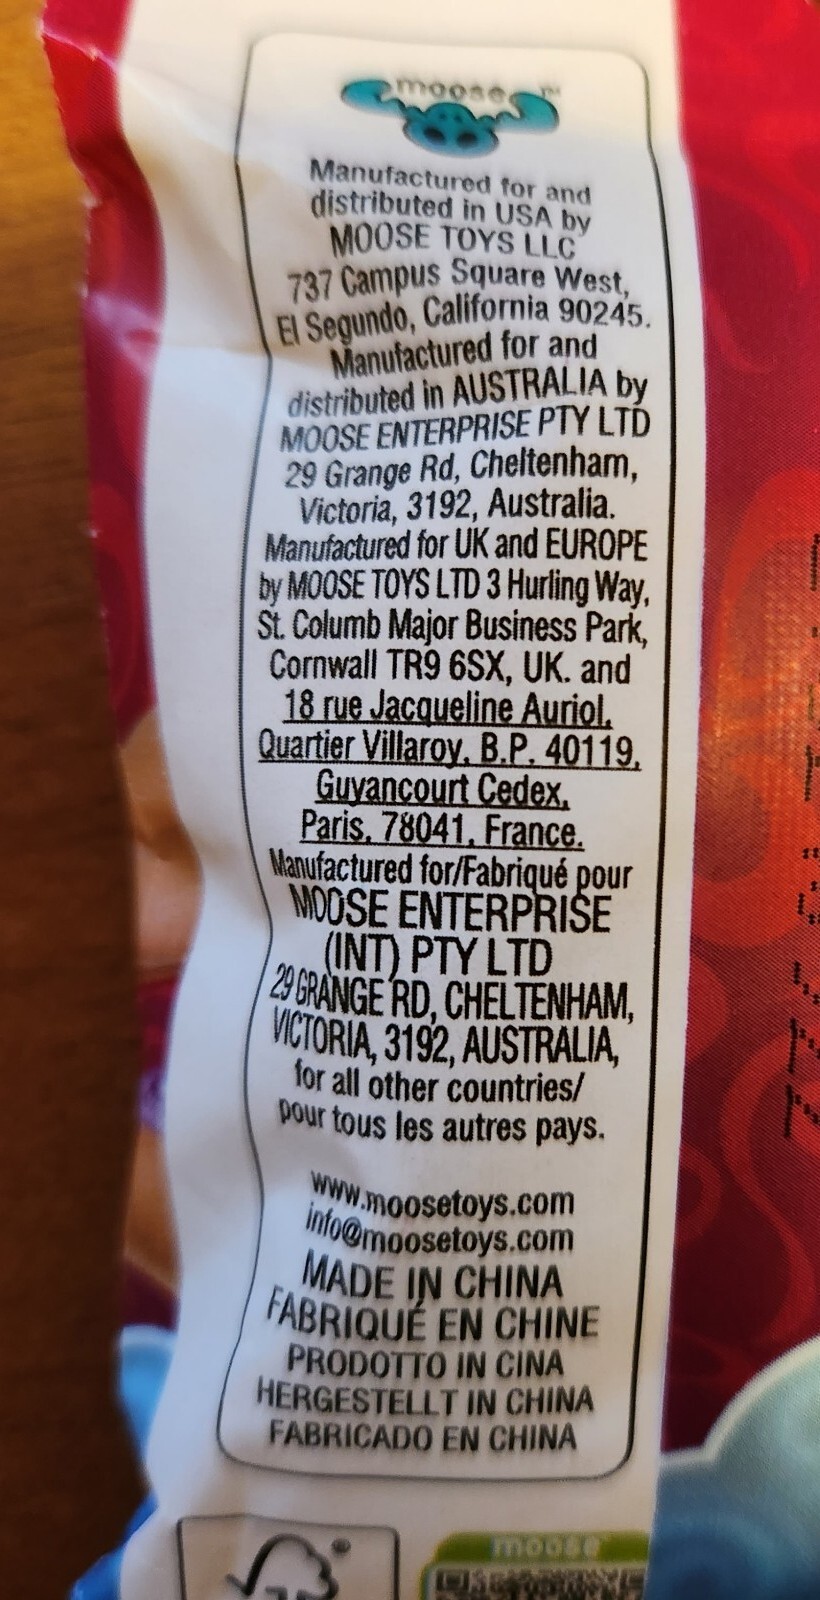 moose™
Manufactured for and
distributed in USA by
MOOSE TOYS LLC
737 Campus Square West,
El Segundo, California 90245.
Manufactured for and
distributed in AUSTRALIA by
MOOSE ENTERPRISE PTY LTD
29 Grange Rd, Cheltenham,
Victoria, 3192, Australia.
Manufactured for UK and EUROPE
by MOOSE TOYS LTD 3 Hurling Way,
St. Columb Major Business Park,
Cornwall TR9 6SX, UK. and
18 rue Jacqueline Auriol,
Quartier Villaroy, B.P. 40119,
Guyancourt Cedex,
Paris, 78041, France.
Manufactured for/Fabriqué pour
MOOSE ENTERPRISE
(INT) PTY LTD
29 GRANGE RD, CHELTENHAM,
VICTORIA, 3192, AUSTRALIA,
for all other countries/
pour tous les autres pays.
www.moosetoys.com
info@moosetoys.com
MADE IN CHINA
FABRIQUÉ EN CHINE
PRODOTTO IN CINA
HERGESTELLT IN CHINA
FABRICADO EN CHINA
®
moose